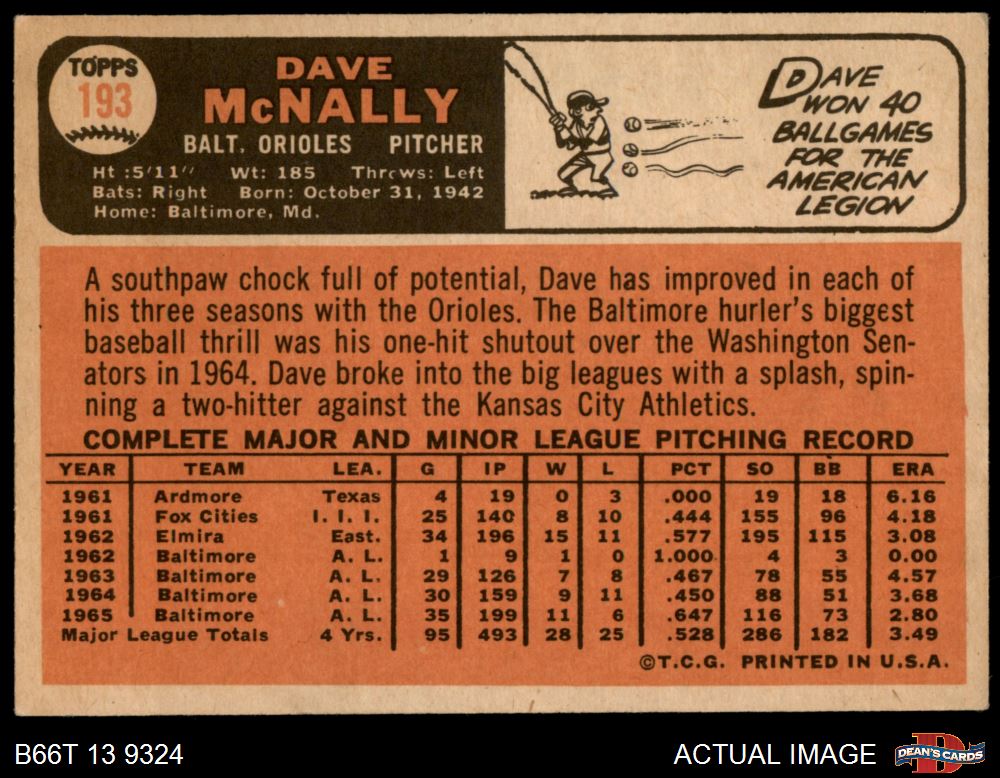 TOPPS
193
DAVE
McNALLY
BALT. ORIOLES PITCHER
Ht :5'11" Wt: 185 Throws: Left
Bats: Right Born: October 31, 1942
Home: Baltimore, Md.
DAVE
WON 40
BALLGAMES
FOR THE
AMERICAN
LEGION
A southpaw chock full of potential, Dave has improved in each of
his three seasons with the Orioles. The Baltimore hurler's biggest
baseball thrill was his one-hit shutout over the Washington Sen-
ators in 1964. Dave broke into the big leagues with a splash, spin-
ning a two-hitter against the Kansas City Athletics.
COMPLETE MAJOR AND MINOR LEAGUE PITCHING RECORD
YEAR TEAM LEA. G IP W L PCT SO BB ERA
1961 Ardmore Texas 4 19 0 3 .000 19 18 6.16
1961 Fox Cities I. I. I. 25 140 8 10 .444 155 96 4.18
1962 Elmira East. 34 196 15 11 .577 195 115 3.08
1962 Baltimore A. L. 1 9 1 0 1.000 4 3 0.00
1963 Baltimore A. L. 29 126 7 8 .467 78 55 4.57
1964 Baltimore A. L. 30 159 9 11 .450 88 51 3.68
1965 Baltimore A. L. 35 199 11 6 .647 116 73 2.80
Major League Totals 4 Yrs. 95 493 28 25 .528 286 182 3.49
©T.C.G. PRINTED IN U.S.A.
B66T 13 9324 ACTUAL IMAGE DEAN'S CARDS